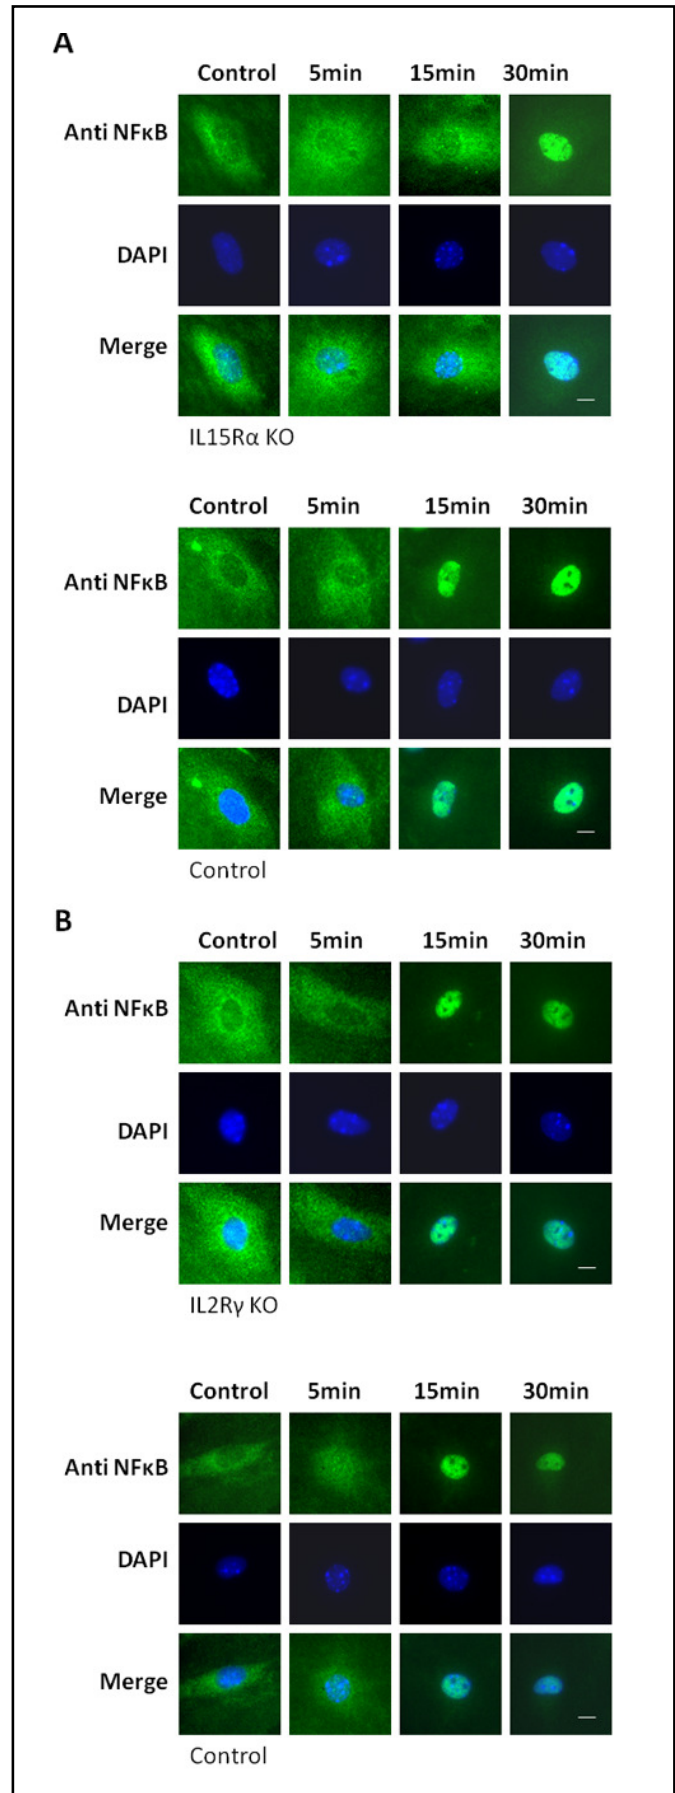 A
Control 5min 15min 30min
Anti NFκB
DAPI
Merge
IL15Rα KO
Control 5min 15min 30min
Anti NFκB
DAPI
Merge
Control
B
Control 5min 15min 30min
Anti NFκB
DAPI
Merge
IL2Rγ KO
Control 5min 15min 30min
Anti NFκB
DAPI
Merge
Control